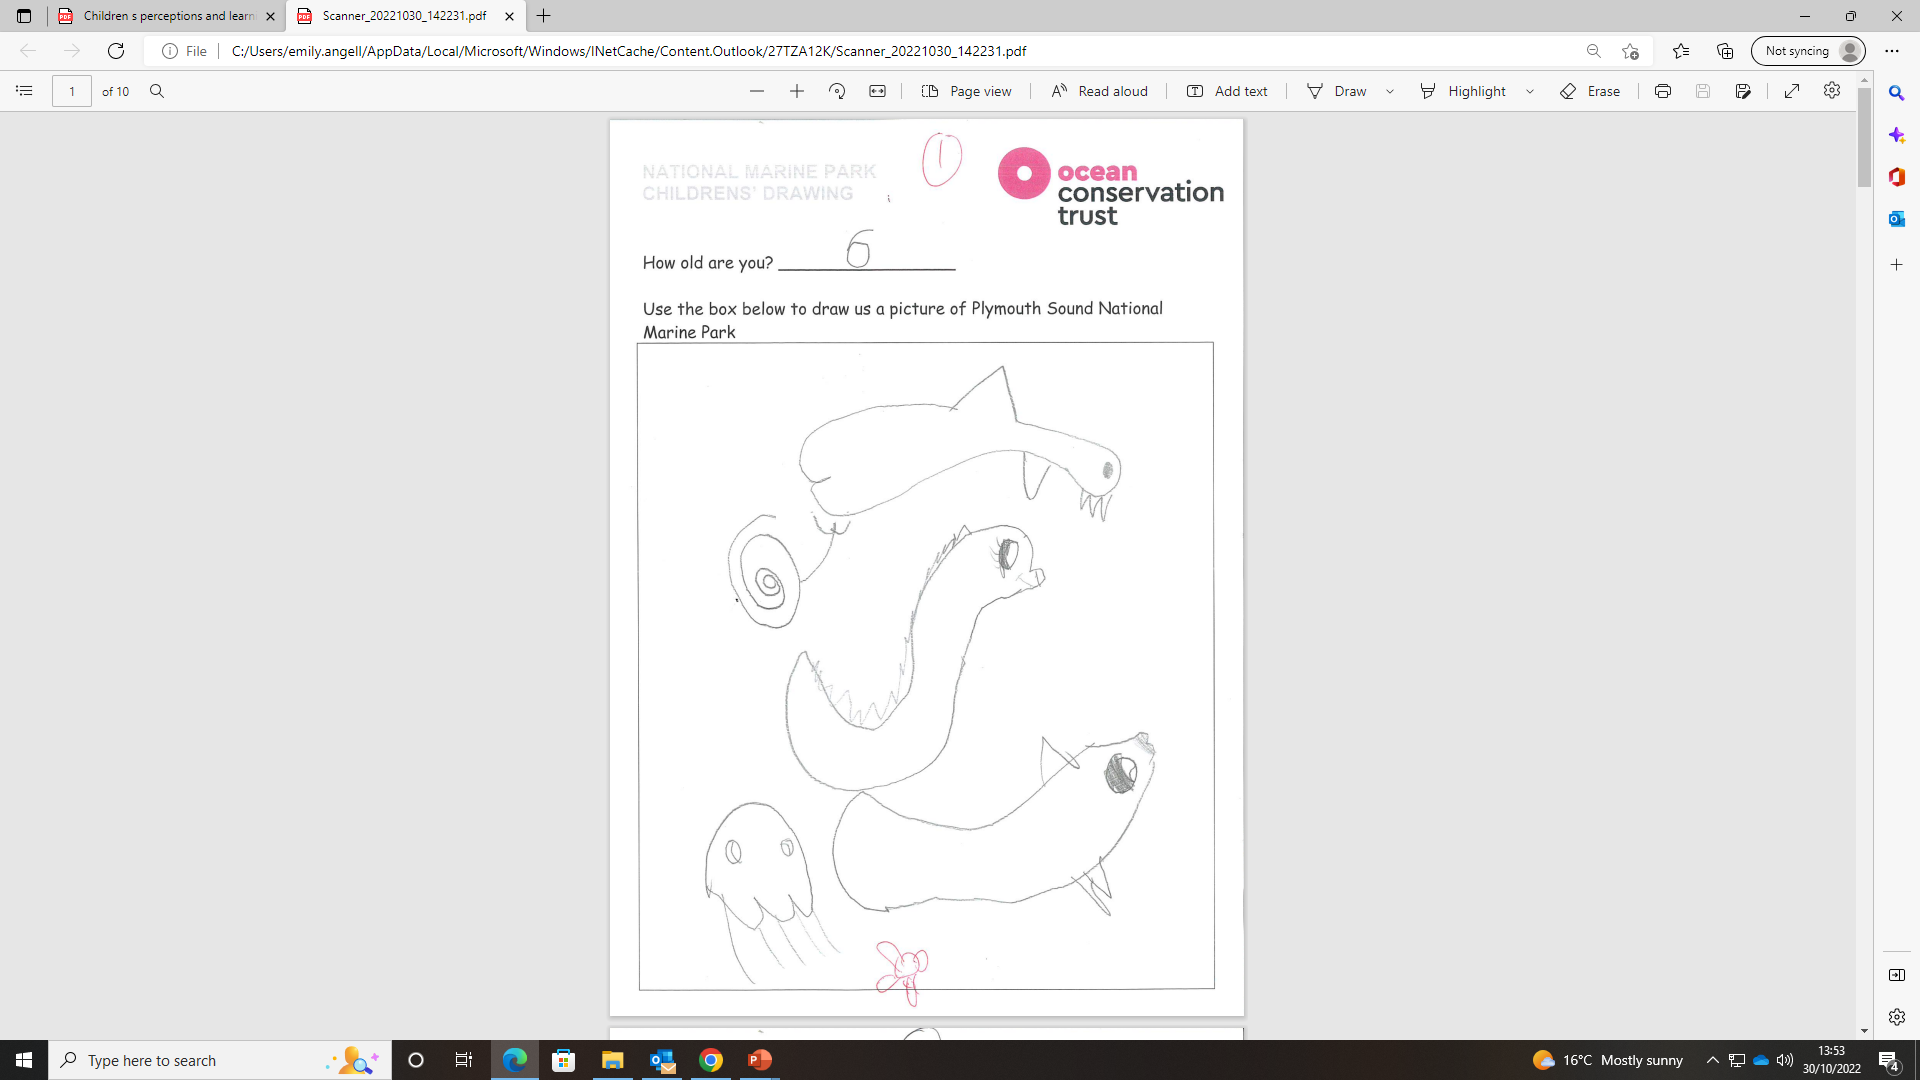 Children s perceptions and learni
Scanner_20221030_142231.pdf
File
C:/Users/emily.angell/AppData/Local/Microsoft/Windows/INetCache/Content.Outlook/27TZA12K/Scanner_20221030_142231.pdf
Not syncing
1 of 10
Page view
Read aloud
Add text
Draw
Highlight
Erase
NATIONAL MARINE PARK
CHILDRENS' DRAWING
1
ocean
conservation
trust
How old are you? 6
Use the box below to draw us a picture of Plymouth Sound National
Marine Park
Type here to search
16°C Mostly sunny
13:53
30/10/2022
4